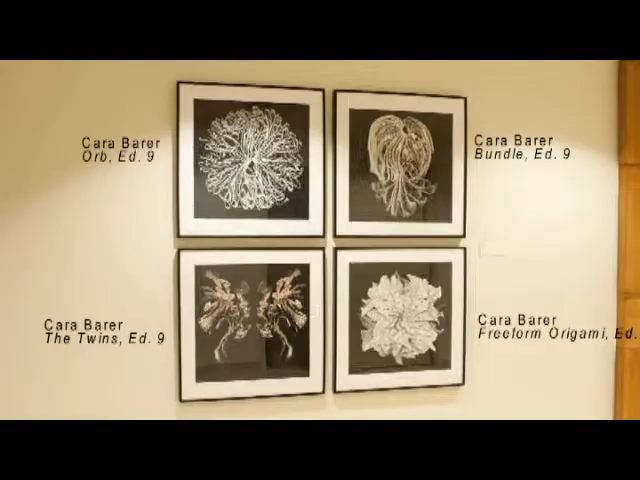 Cara Barer
Orb, Ed. 9
Cara Barer
Bundle, Ed. 9
Cara Barer
The Twins, Ed. 9
Cara Barer
Freeform Origami, Ed.